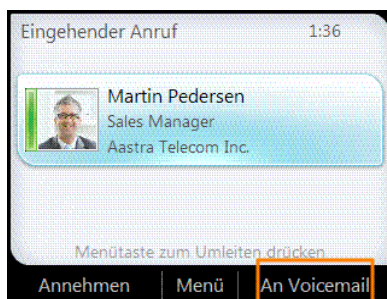 Eingehender Anruf 1:36
Martin Pedersen
Sales Manager
Aastra Telecom Inc.
Menütaste zum Umleiten drücken
Annehmen Menü An Voicemail